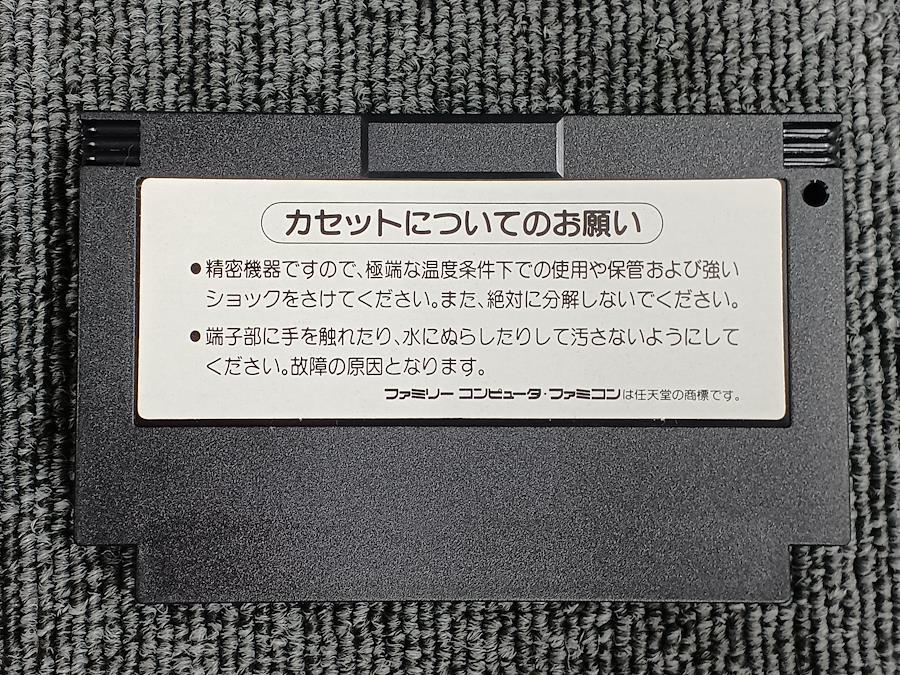 カセットについてのお願い
●精密機器ですので、極端な温度条件下での使用や保管および強い
ショックをさけてください。また、絶対に分解しないでください。
●端子部に手を触れたり、水にぬらしたりして汚さないようにして
ください。故障の原因となります。
ファミリー コンピュータ・ファミコンは任天堂の商標です。